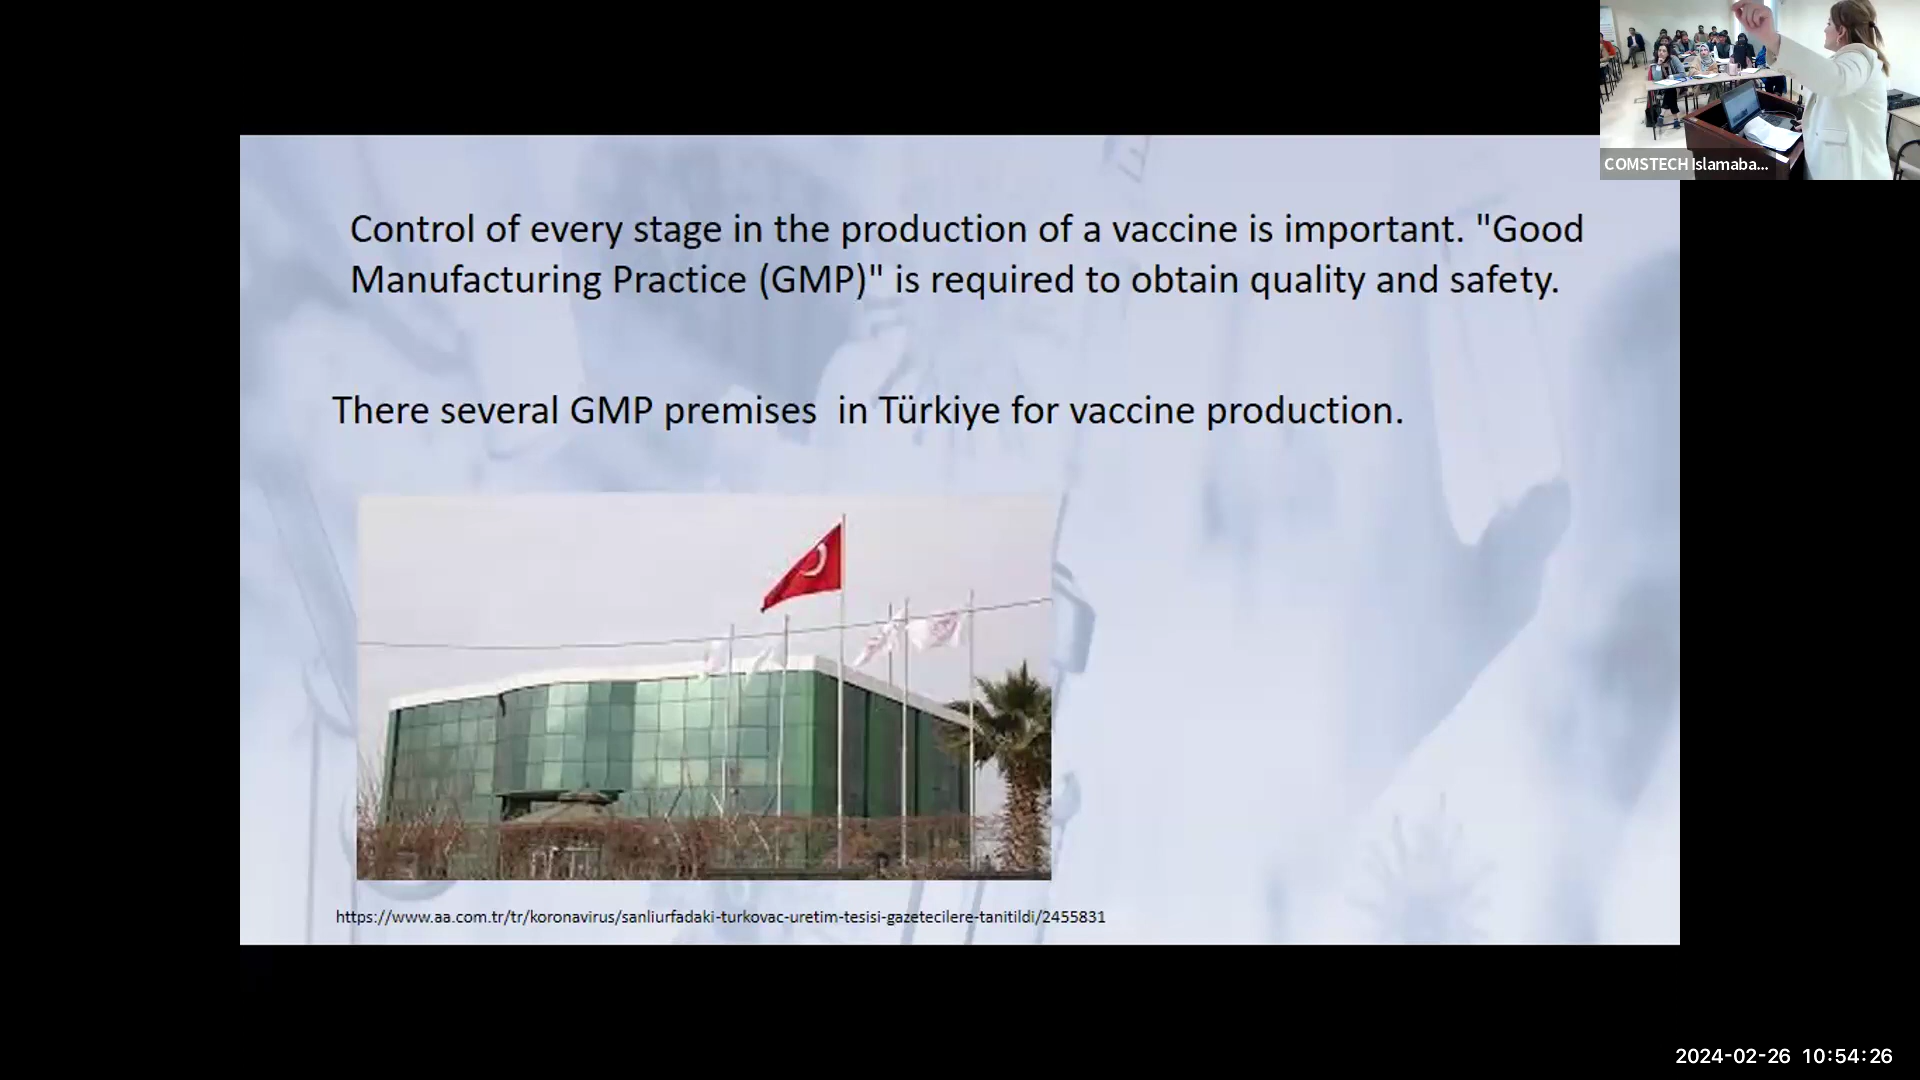 COMSTECH Islamaba...
Control of every stage in the production of a vaccine is important. "Good
Manufacturing Practice (GMP)" is required to obtain quality and safety.
There several GMP premises  in Türkiye for vaccine production.
https://www.aa.com.tr/tr/koronavirus/sanliurfadaki-turkovac-uretim-tesisi-gazetecilere-tanitildi/2455831
2024-02-26 10:54:26